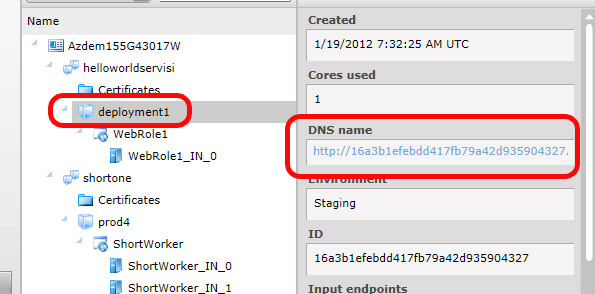 Name
Azdem155G43017W
helloworldservisi
Certificates
deployment1
WebRole1
WebRole1_IN_0
shortone
Certificates
prod4
ShortWorker
ShortWorker_IN_0
ShortWorker_IN_1
Created
1/19/2012 7:32:25 AM UTC
Cores used
1
DNS name
http://16a3b1efebdd417fb79a42d935904327.
Environment
Staging
ID
16a3b1efebdd417fb79a42d935904327
Input endpoints